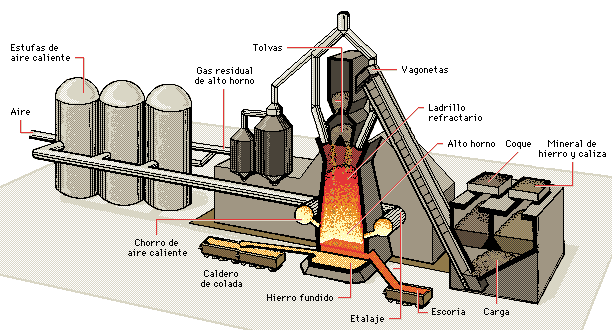 Estufas de
aire caliente
Tolvas
Gas residual
de alto horno
Vagonetas
Aire
Ladrillo
refractario
Alto horno
Coque
Mineral de
hierro y caliza
Chorro de
aire caliente
Caldero
de colada
Hierro fundido
Etalaje
Escoria
Carga